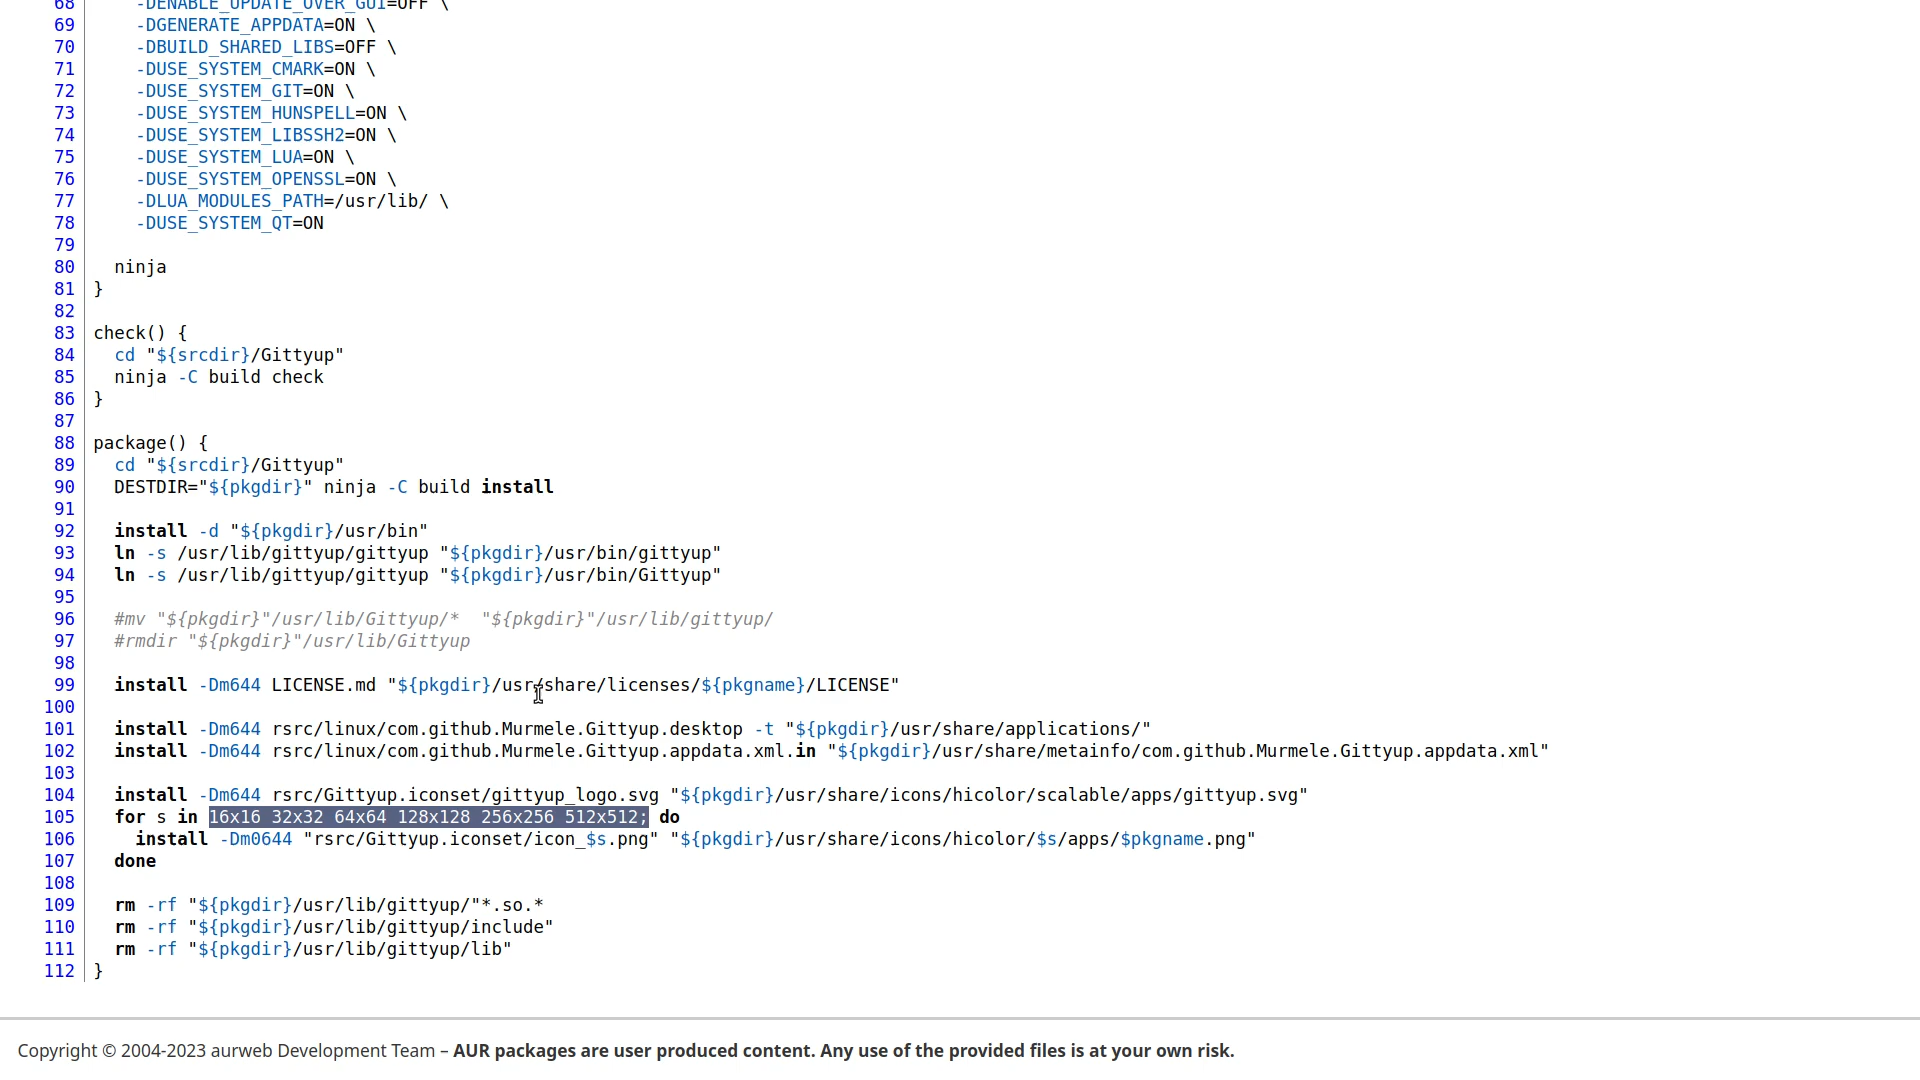 68     -DENABLE_UPDATE_OVER_GUI=OFF \
69     -DGENERATE_APPDATA=ON \
70     -DBUILD_SHARED_LIBS=OFF \
71     -DUSE_SYSTEM_CMARK=ON \
72     -DUSE_SYSTEM_GIT=ON \
73     -DUSE_SYSTEM_HUNSPELL=ON \
74     -DUSE_SYSTEM_LIBSSH2=ON \
75     -DUSE_SYSTEM_LUA=ON \
76     -DUSE_SYSTEM_OPENSSL=ON \
77     -DLUA_MODULES_PATH=/usr/lib/ \
78     -DUSE_SYSTEM_QT=ON
79
80   ninja
81 }
82
83 check() {
84   cd "${srcdir}/Gittyup"
85   ninja -C build check
86 }
87
88 package() {
89   cd "${srcdir}/Gittyup"
90   DESTDIR="${pkgdir}" ninja -C build install
91
92   install -d "${pkgdir}/usr/bin"
93   ln -s /usr/lib/gittyup/gittyup "${pkgdir}/usr/bin/gittyup"
94   ln -s /usr/lib/gittyup/gittyup "${pkgdir}/usr/bin/Gittyup"
95
96   #mv "${pkgdir}"/usr/lib/Gittyup/*  "${pkgdir}"/usr/lib/gittyup/
97   #rmdir "${pkgdir}"/usr/lib/Gittyup
98
99   install -Dm644 LICENSE.md "${pkgdir}/usr/share/licenses/${pkgname}/LICENSE"
100
101   install -Dm644 rsrc/linux/com.github.Murmele.Gittyup.desktop -t "${pkgdir}/usr/share/applications/"
102   install -Dm644 rsrc/linux/com.github.Murmele.Gittyup.appdata.xml.in "${pkgdir}/usr/share/metainfo/com.github.Murmele.Gittyup.appdata.xml"
103
104   install -Dm644 rsrc/Gittyup.iconset/gittyup_logo.svg "${pkgdir}/usr/share/icons/hicolor/scalable/apps/gittyup.svg"
105   for s in 16x16 32x32 64x64 128x128 256x256 512x512; do
106     install -Dm0644 "rsrc/Gittyup.iconset/icon_$s.png" "${pkgdir}/usr/share/icons/hicolor/$s/apps/$pkgname.png"
107   done
108
109   rm -rf "${pkgdir}/usr/lib/gittyup/"*.so.*
110   rm -rf "${pkgdir}/usr/lib/gittyup/include"
111   rm -rf "${pkgdir}/usr/lib/gittyup/lib"
112 }
Copyright © 2004-2023 aurweb Development Team – AUR packages are user produced content. Any use of the provided files is at your own risk.